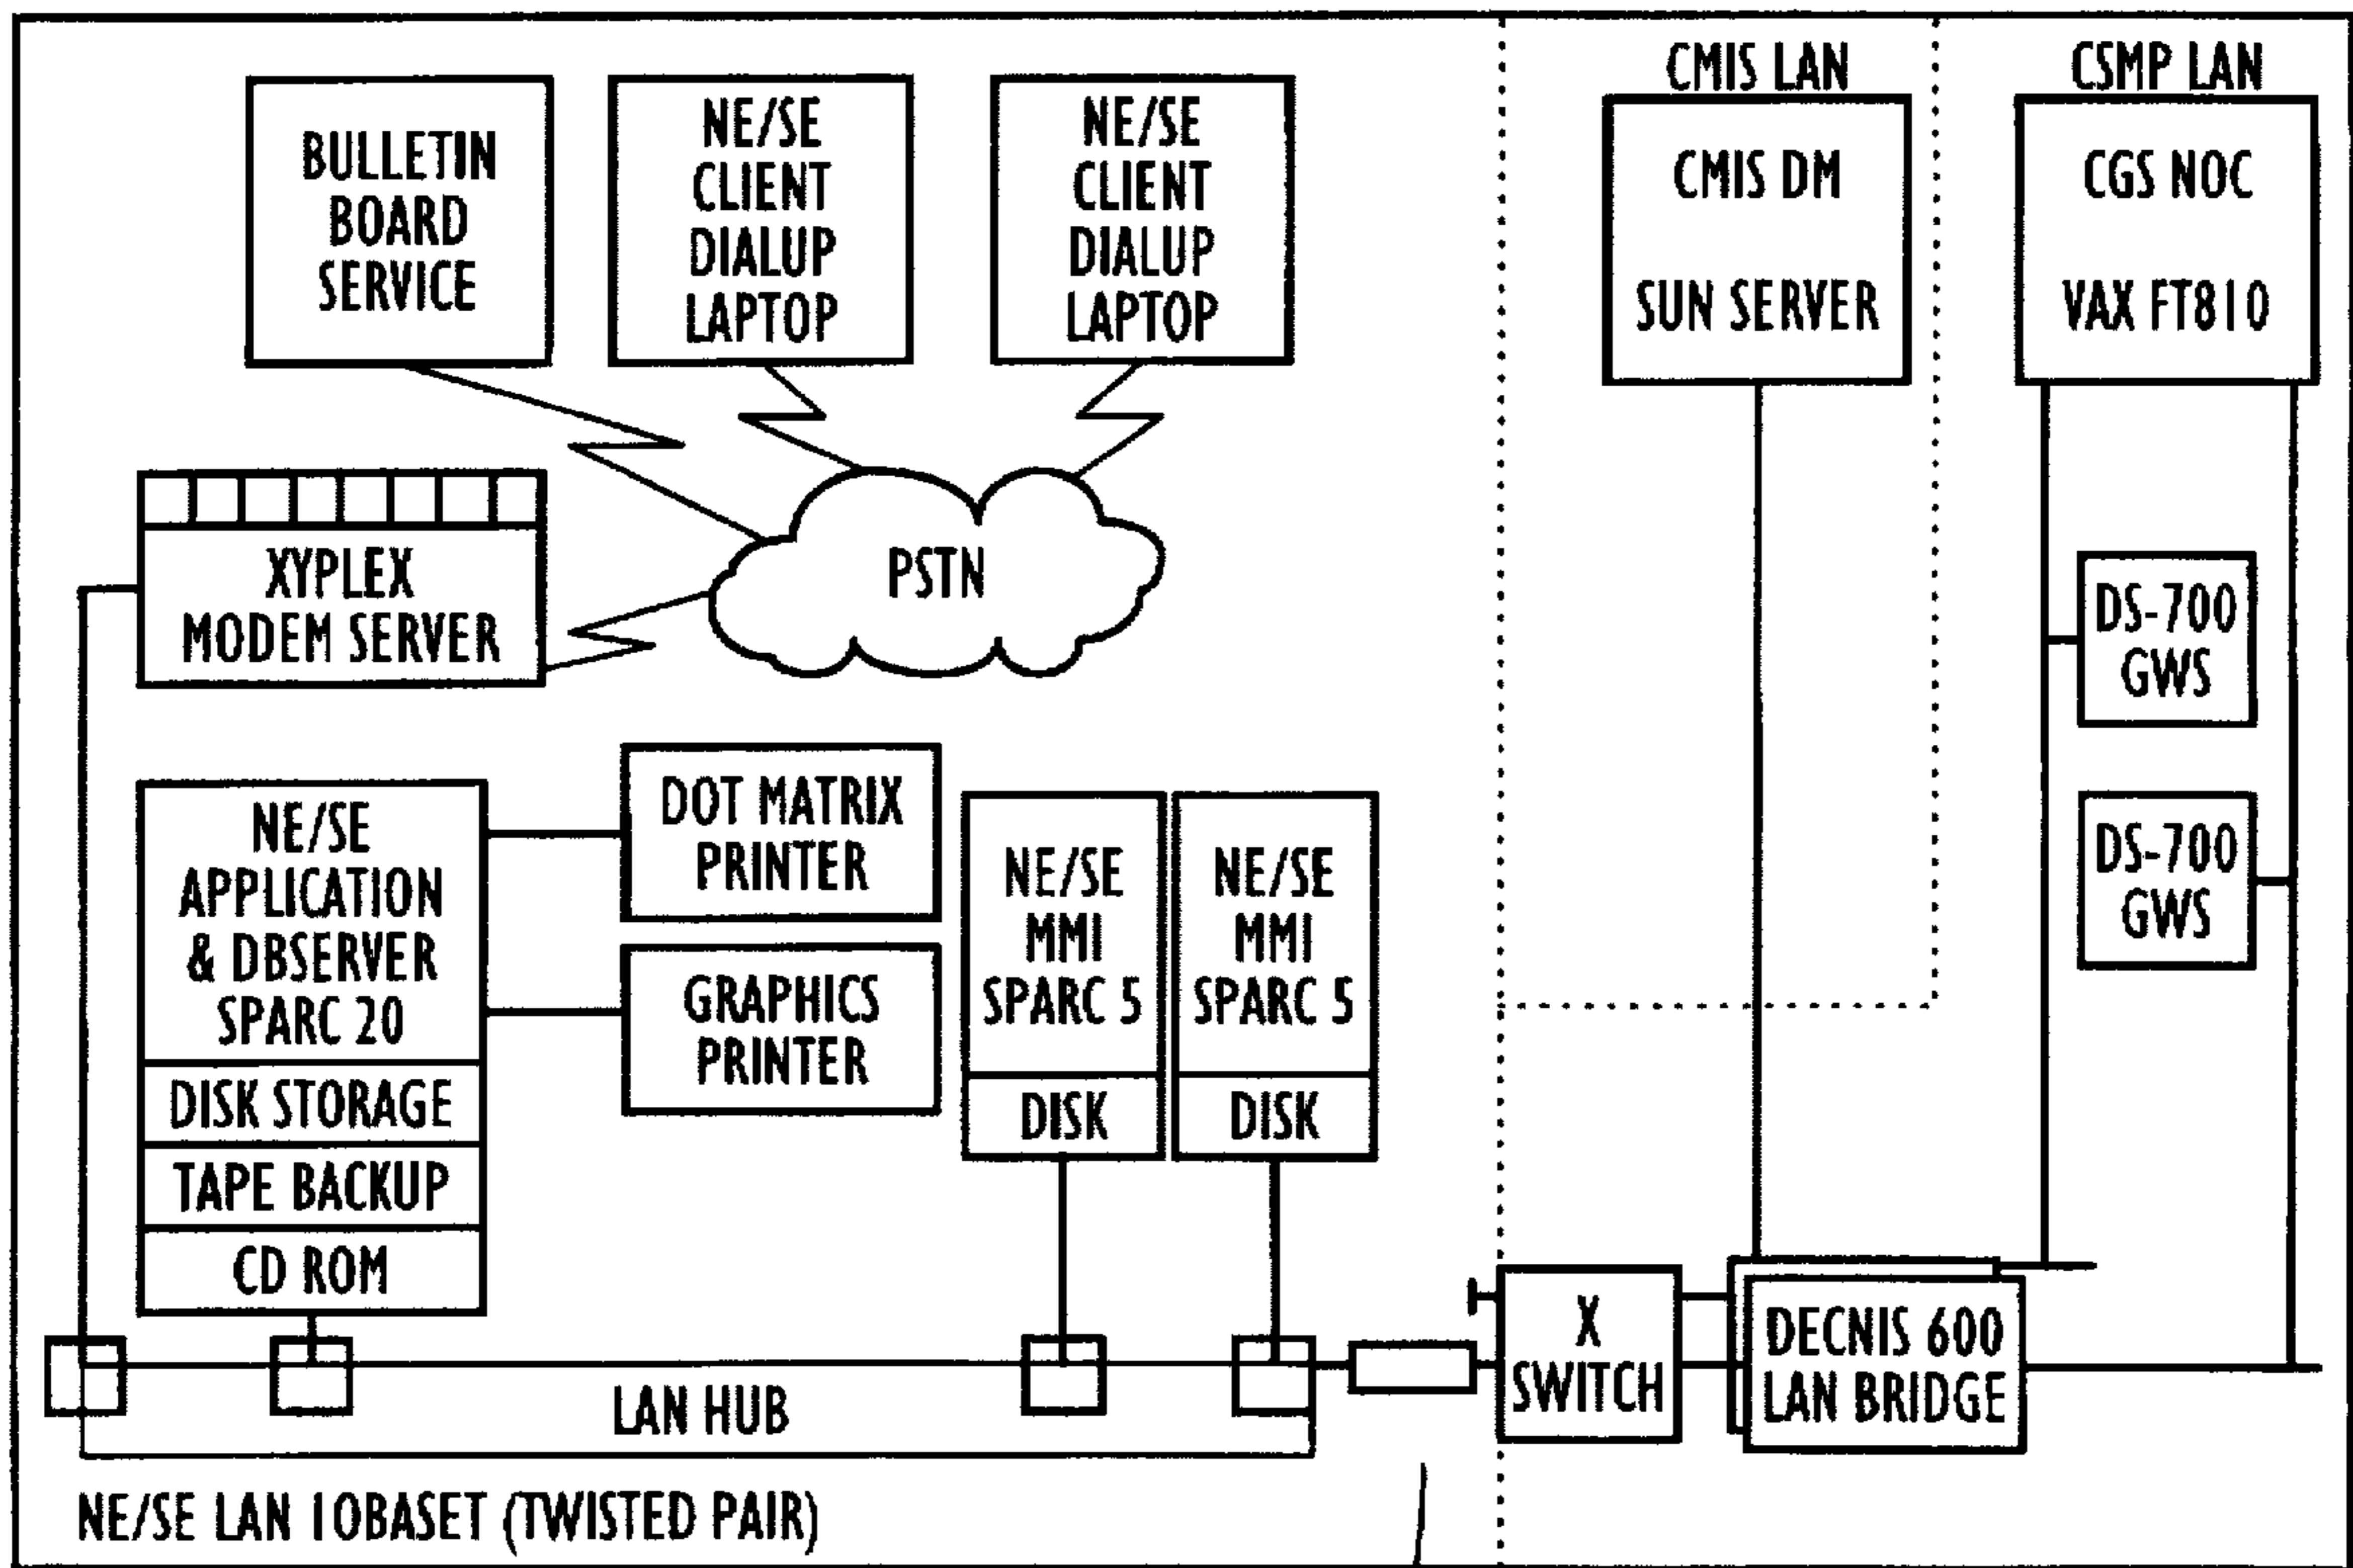 BULLETIN
BOARD
SERVICE
NE/SE
CLIENT
DIALUP
LAPTOP
NE/SE
CLIENT
DIALUP
LAPTOP
CMIS LAN
CMIS DM
SUN SERVER
CSMP LAN
CGS NOC
VAX FT810
XYPLEX
MODEM SERVER
PSTN
DS-700
GWS
DS-700
GWS
NE/SE
APPLICATION
& DBSERVER
SPARC 20
DISK STORAGE
TAPE BACKUP
CD ROM
DOT MATRIX
PRINTER
GRAPHICS
PRINTER
NE/SE
MMI
SPARC 5
DISK
NE/SE
MMI
SPARC 5
DISK
LAN HUB
X
SWITCH
DECNIS 600
LAN BRIDGE
NE/SE LAN 10BASET (TWISTED PAIR)